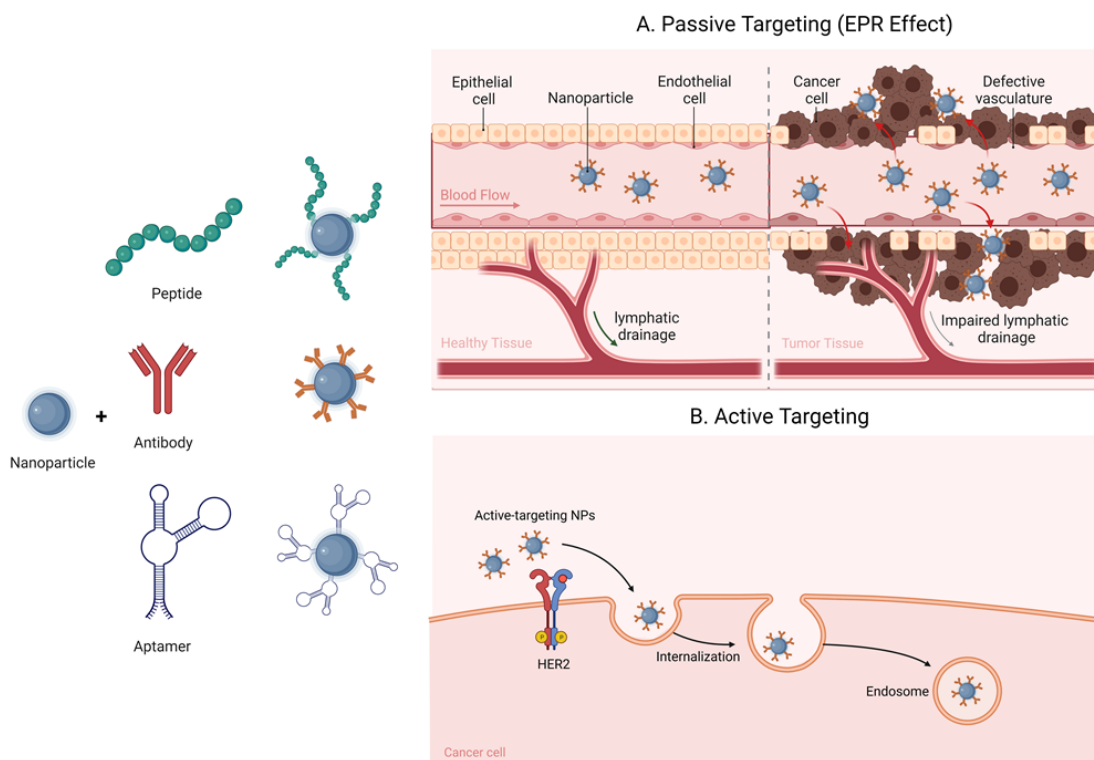 A. Passive Targeting (EPR Effect)
Epithelial
cell
Nanoparticle
Endothelial
cell
Cancer
cell
Defective
vasculature
Blood Flow
lymphatic
drainage
Healthy Tissue
Impaired lymphatic
drainage
Tumor Tissue
Peptide
Nanoparticle
+
Antibody
Aptamer
B. Active Targeting
Active-targeting NPs
P
P
HER2
Internalization
Endosome
Cancer cell